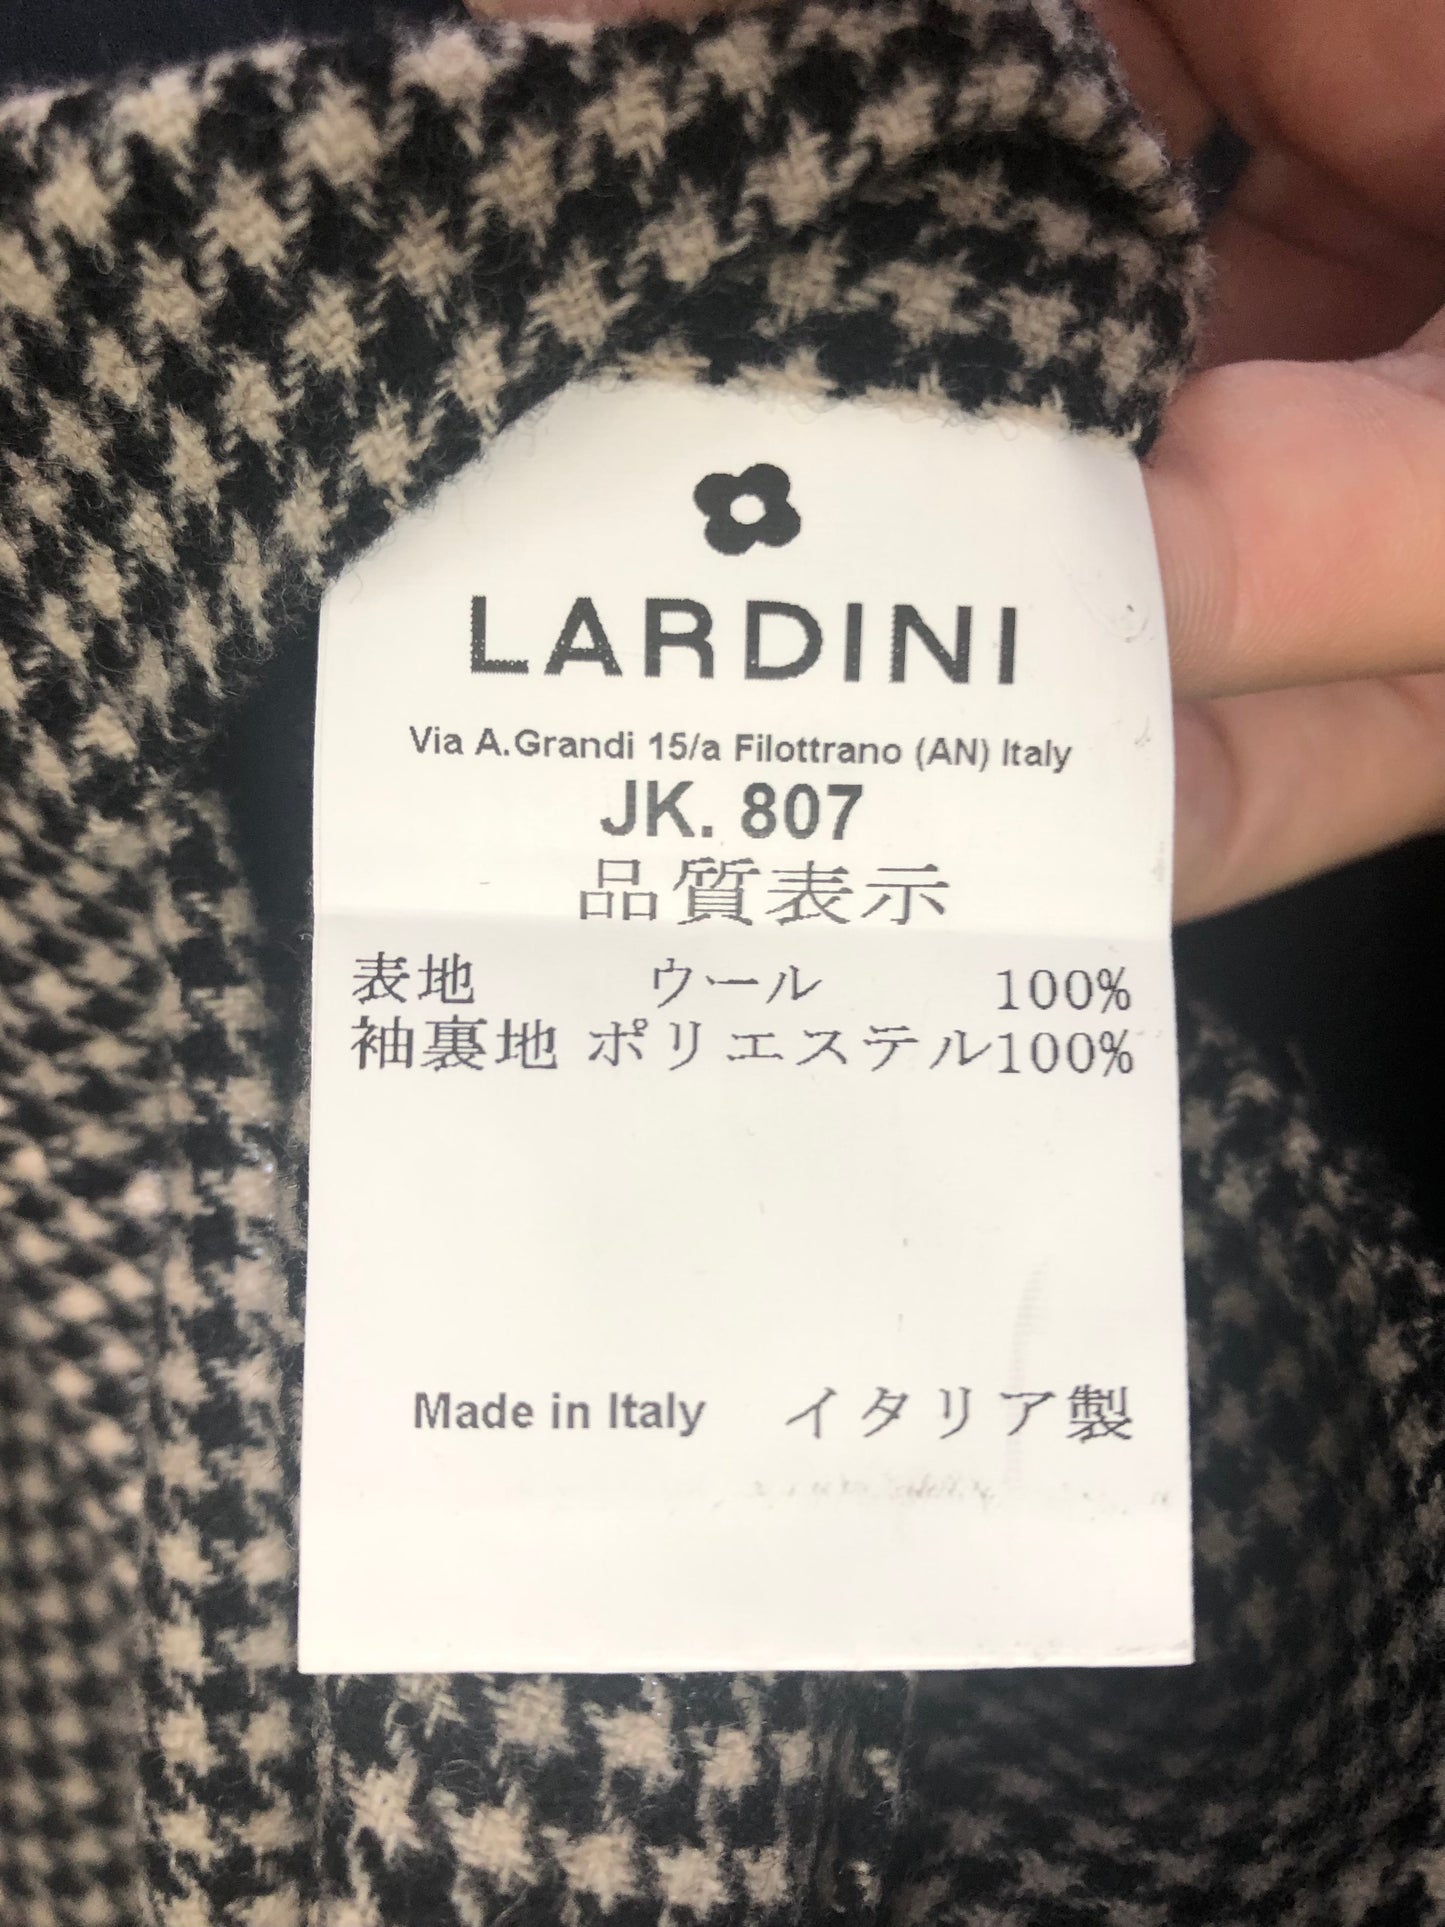 LARDINI
Via A.Grandi 15/a Filottrano (AN) Italy
JK. 807
品質表示
表地 ウール 100%
袖裏地 ポリエステル100%
Made in Italy イタリア製